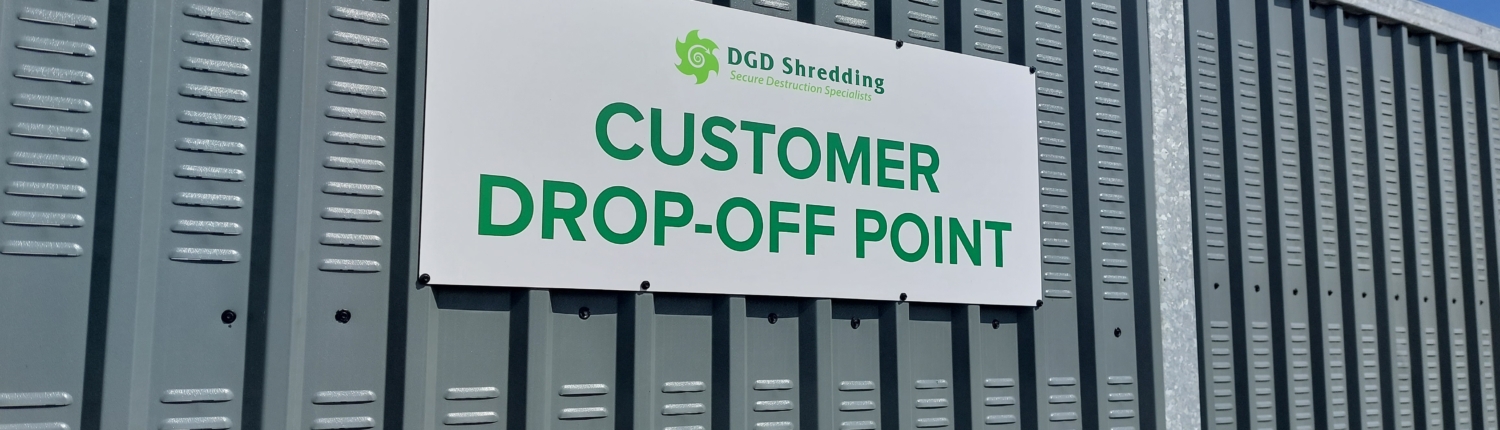 DGD Shredding
Secure Destruction Specialists
CUSTOMER
DROP-OFF POINT